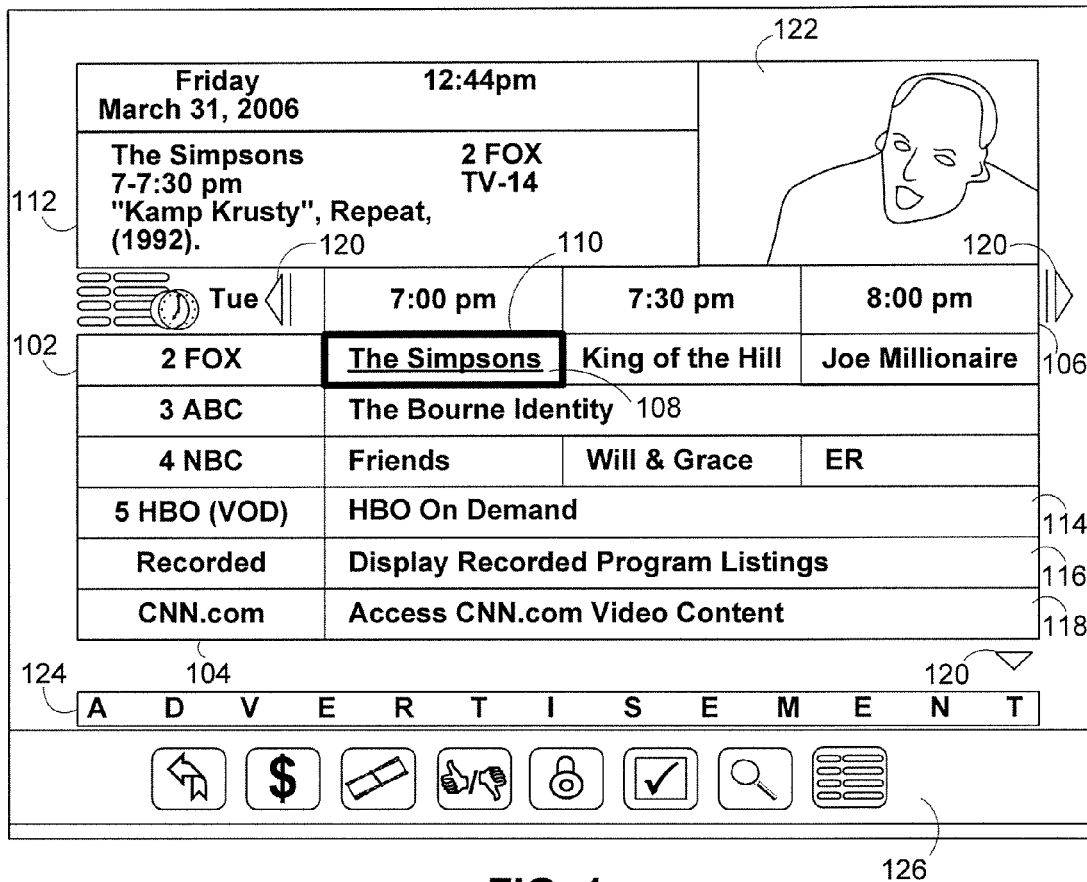 122
Friday 12:44pm
March 31, 2006
The Simpsons 2 FOX
7-7:30 pm TV-14
"Kamp Krusty", Repeat,
(1992).
112
120 110 120
Tue 7:00 pm 7:30 pm 8:00 pm
102 2 FOX The Simpsons King of the Hill Joe Millionaire 106
3 ABC The Bourne Identity 108
4 NBC Friends Will & Grace ER
5 HBO (VOD) HBO On Demand 114
Recorded Display Recorded Program Listings 116
CNN.com Access CNN.com Video Content 118
124 104 120
A D V E R T I S E M E N T
$ /
126